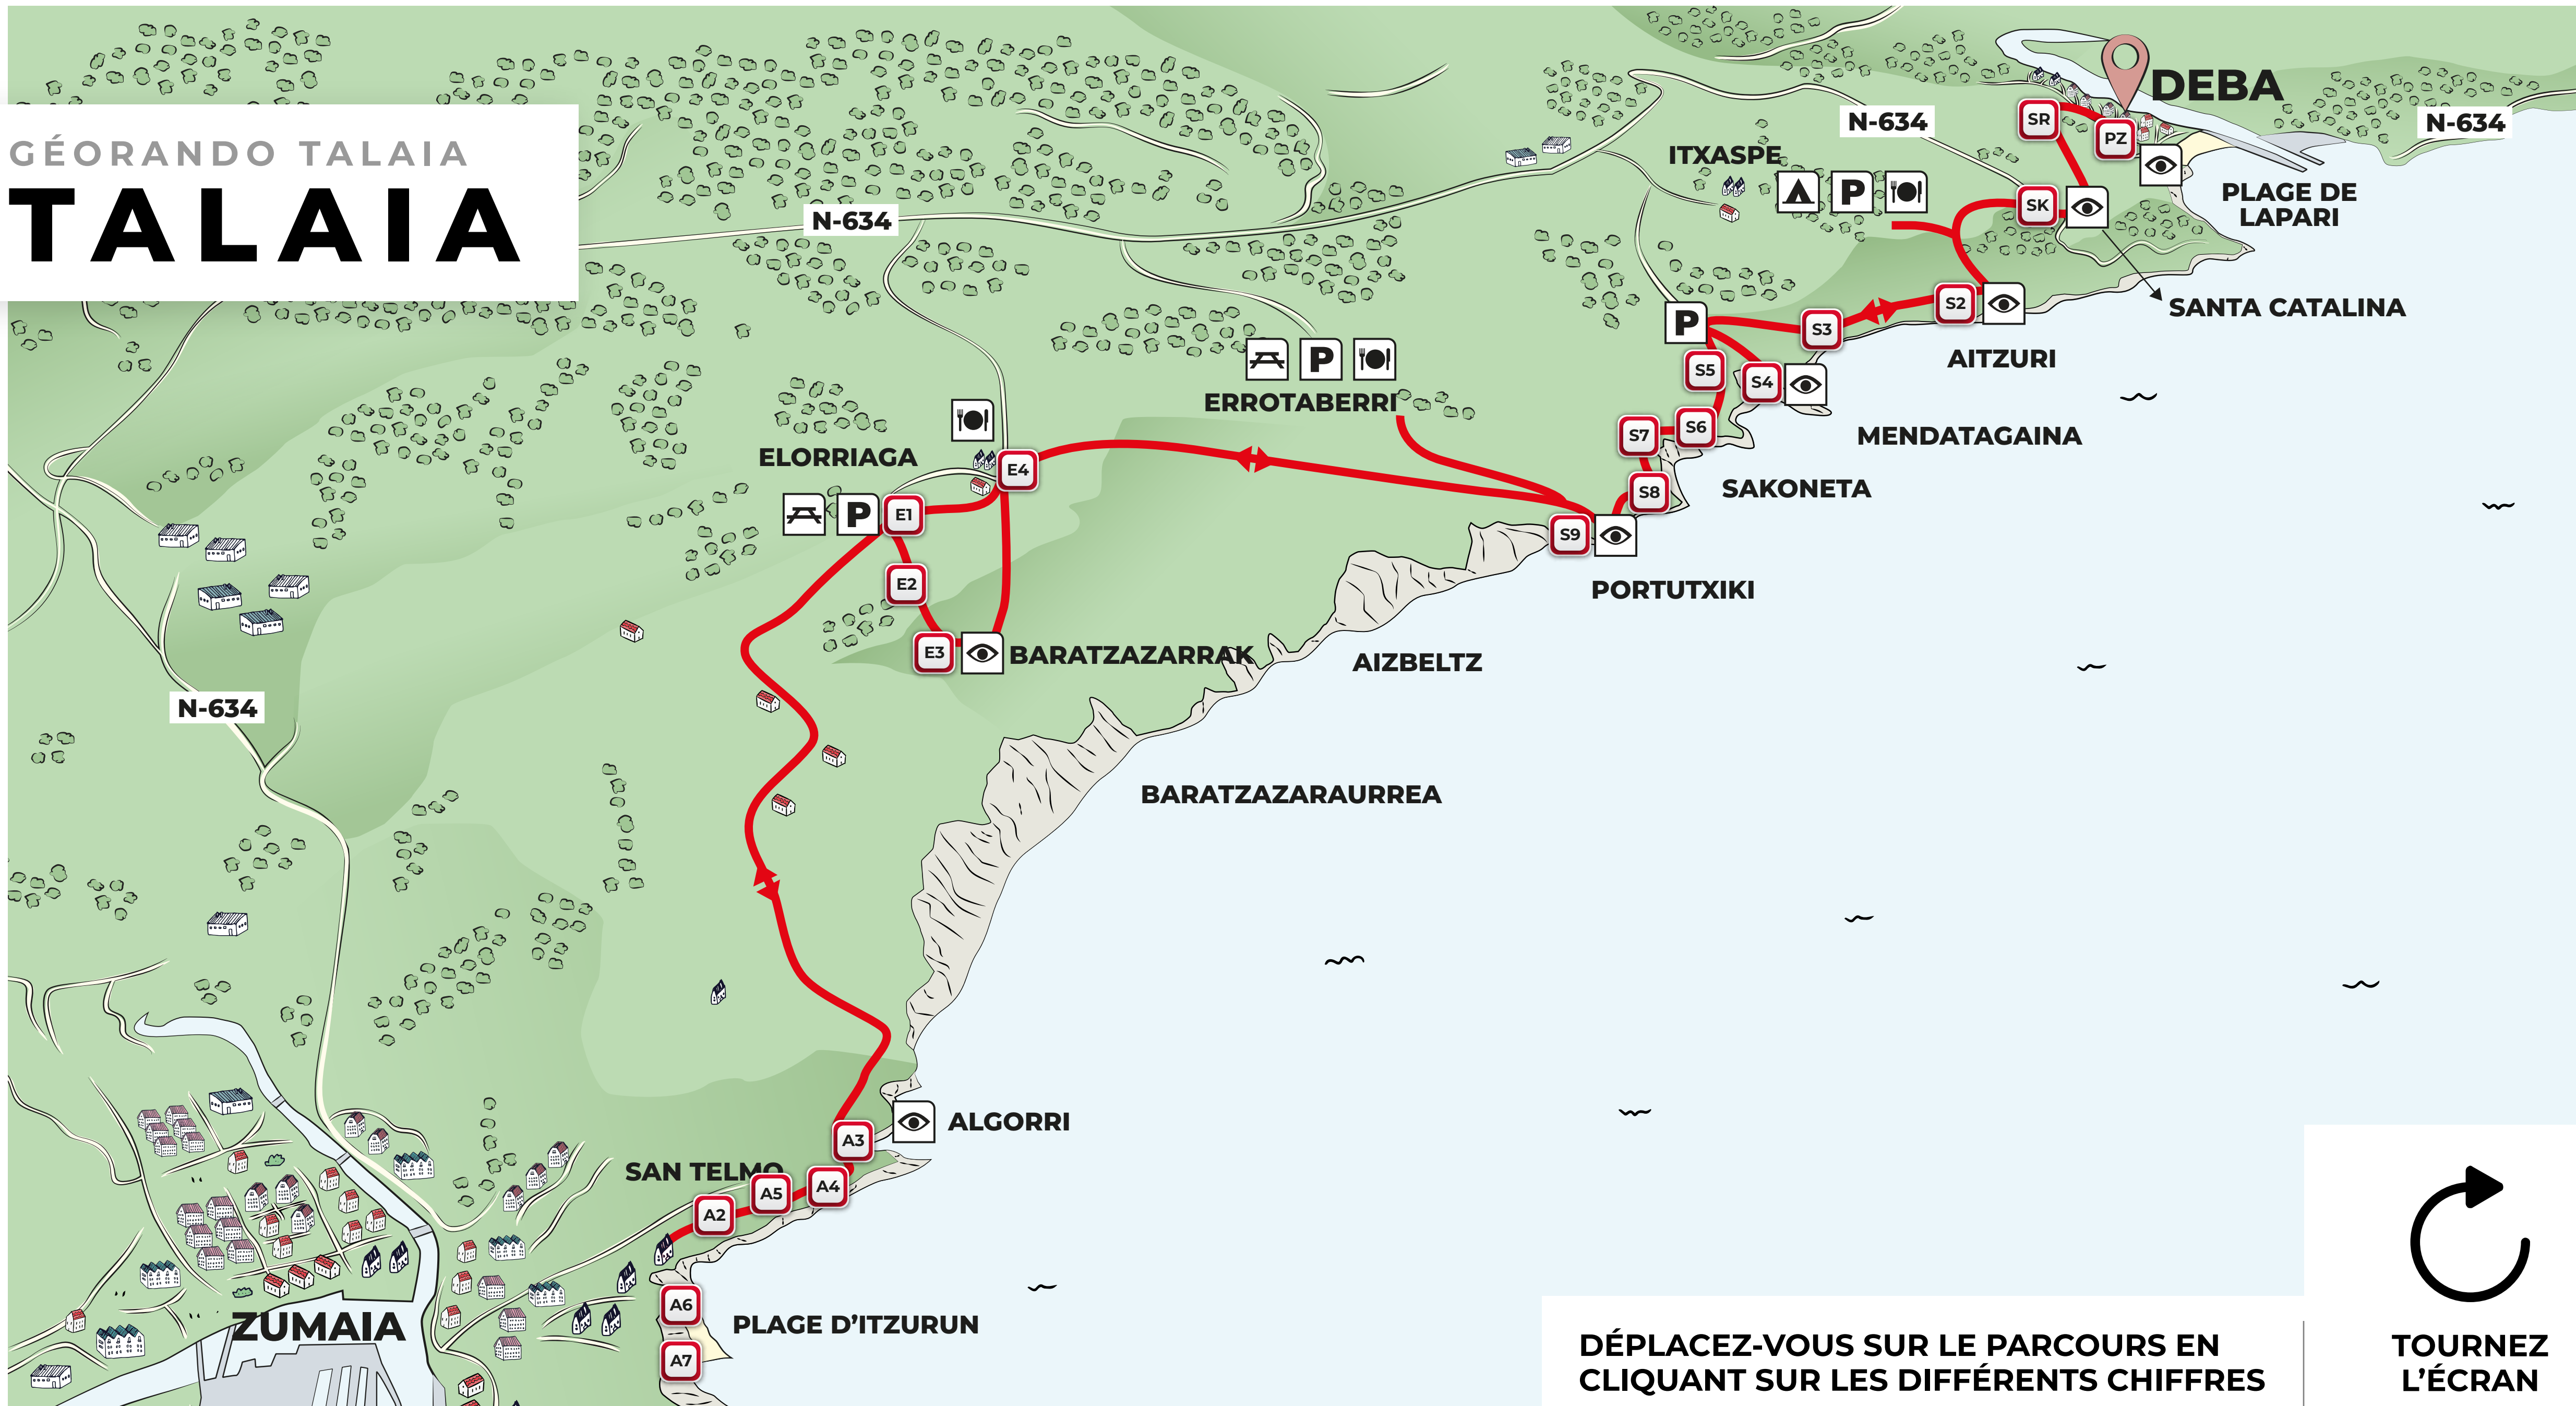 GÉORANDO TALAIA
TALAIA
DEBA
N-634
N-634
SR
PZ
ITXASPE
P
PLAGE DE
LAPARI
SK
N-634
SANTA CATALINA
S2
P
S3
AITZURI
S5
S4
P
ERROTABERRI
MENDATAGAINA
S7
S6
ELORRIAGA
E4
SAKONETA
S8
P
E1
S9
PORTUTXIKI
E2
E3
BARATZAZARRAK
AIZBELTZ
N-634
BARATZAZARAURREA
ALGORRI
A3
SAN TELMO
A5
A4
A2
A6
ZUMAIA
PLAGE D'ITZURUN
A7
DÉPLACEZ-VOUS SUR LE PARCOURS EN
CLIQUANT SUR LES DIFFÉRENTS CHIFFRES
TOURNEZ
L'ÉCRAN